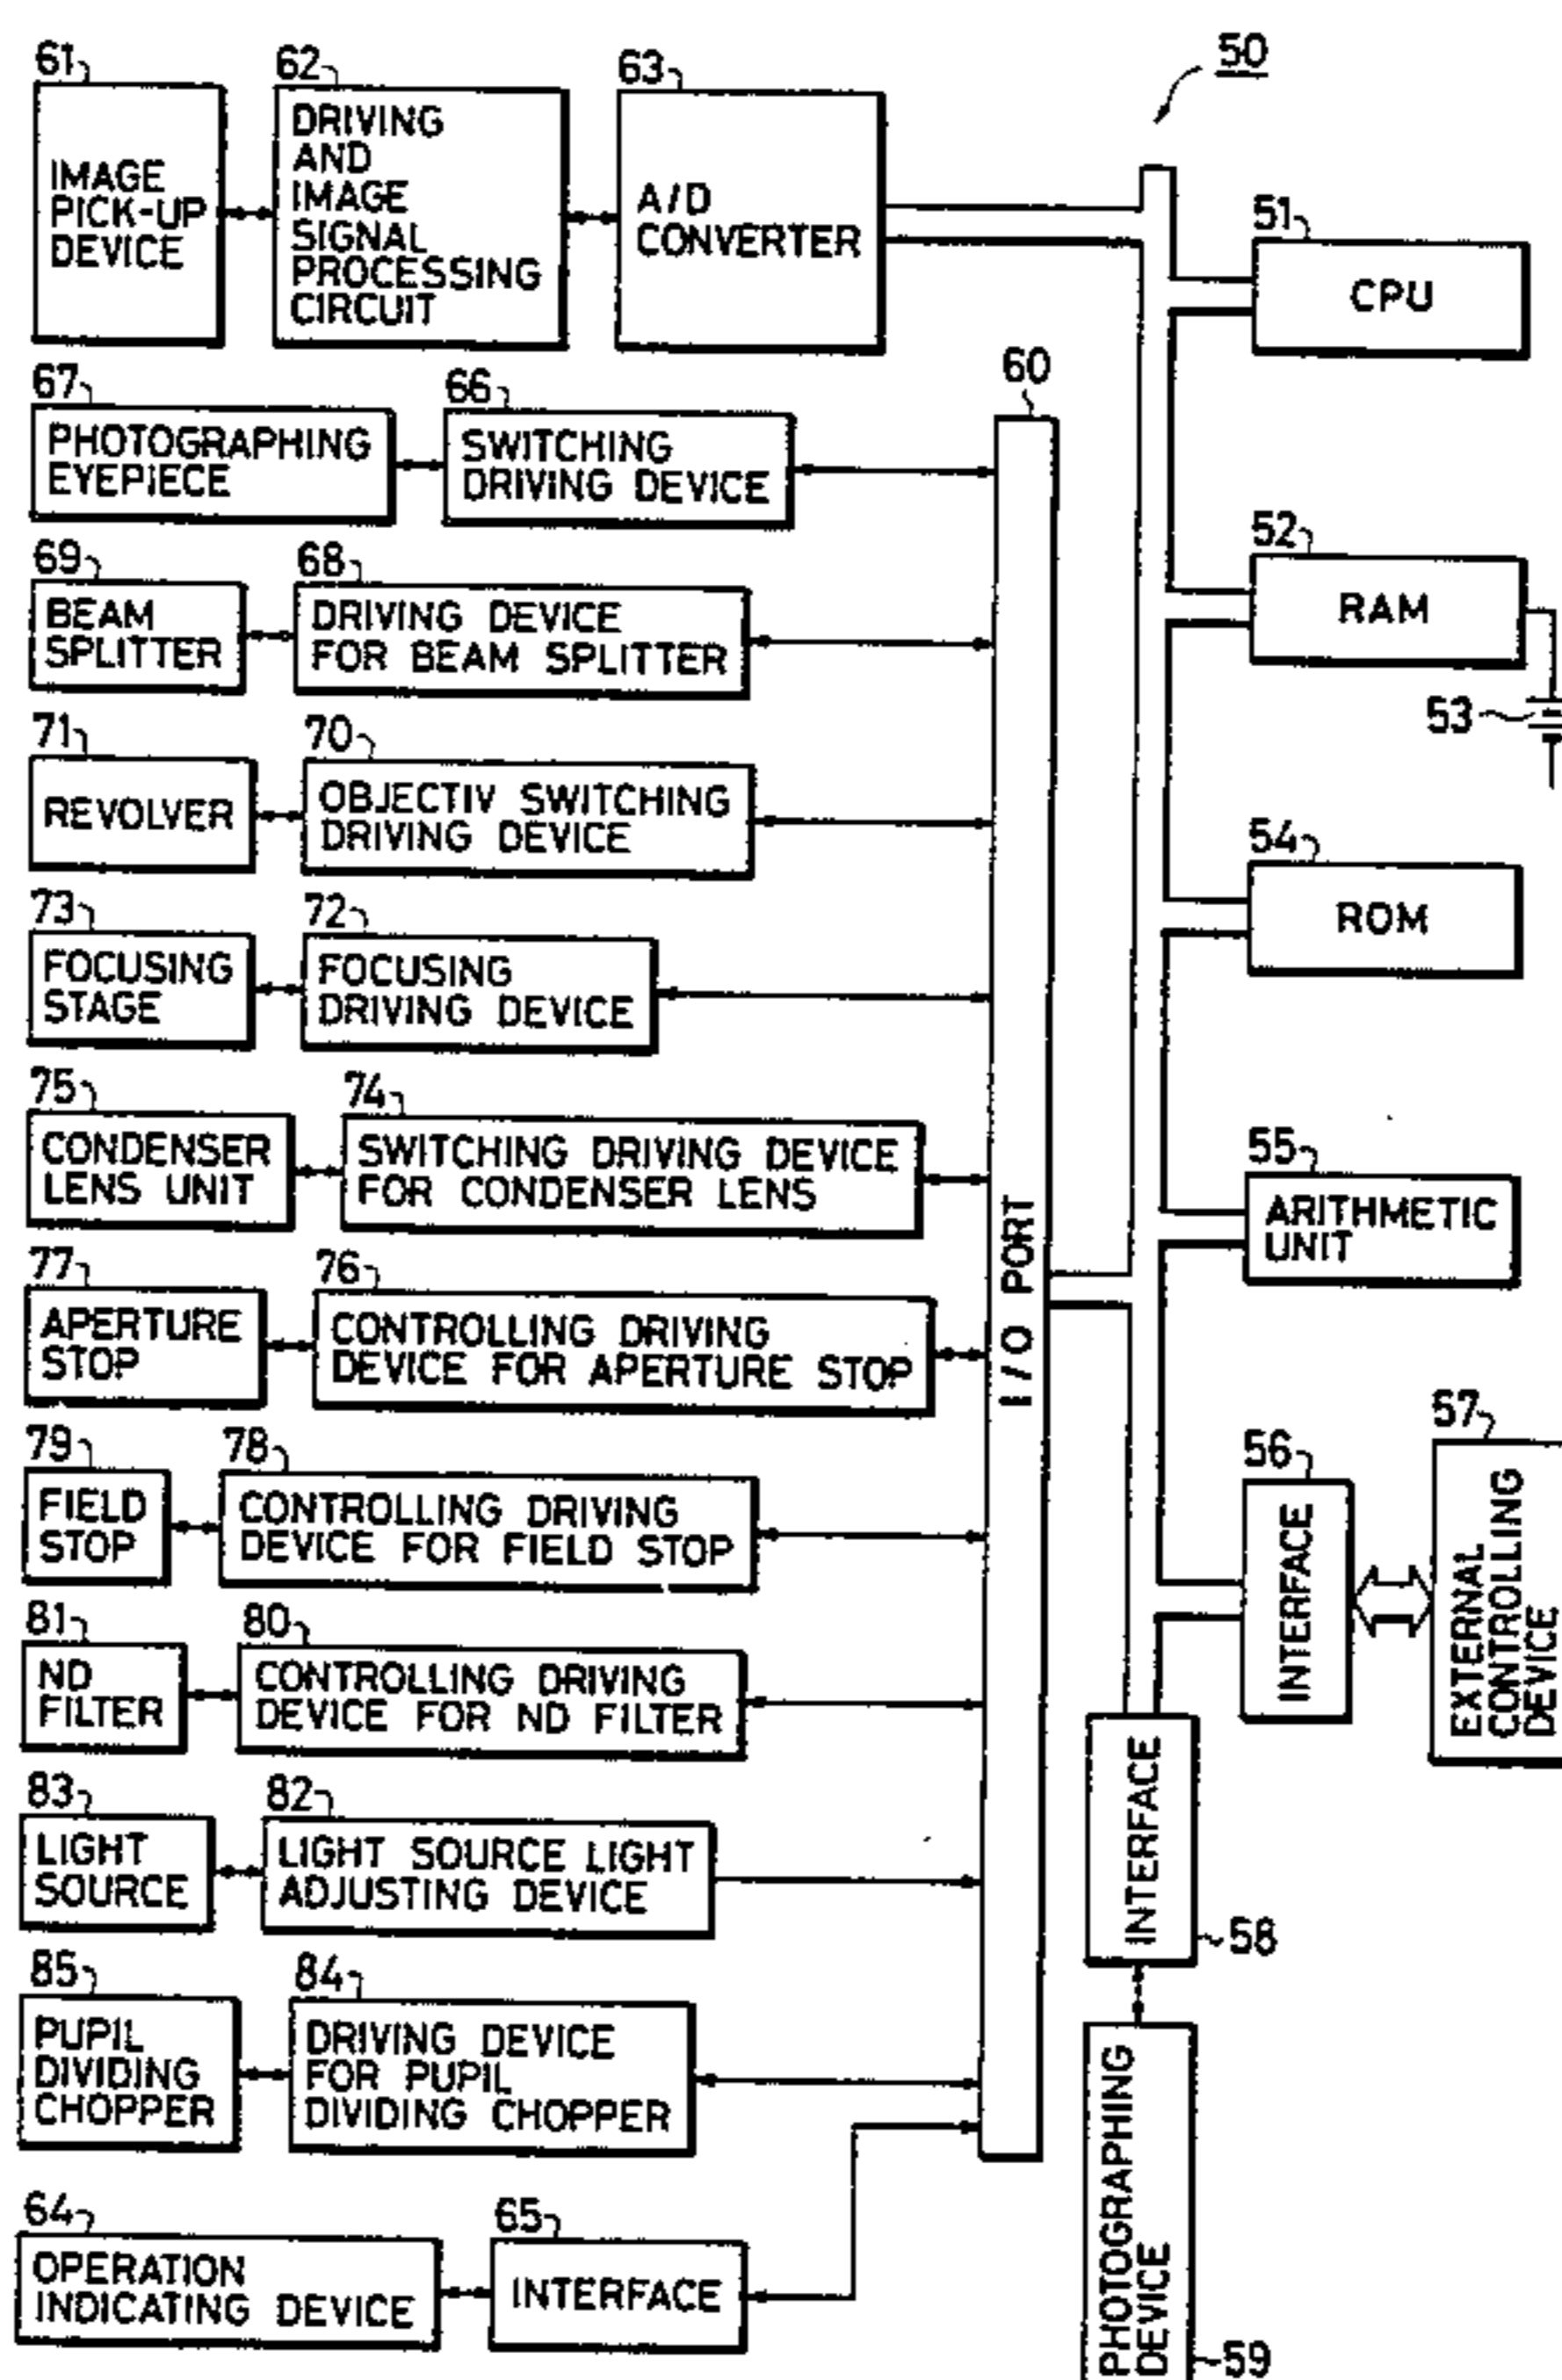 50
61
IMAGE
PICK-UP
DEVICE
62
DRIVING
AND
IMAGE
SIGNAL
PROCESSING
CIRCUIT
63
A/D
CONVERTER
51
CPU
67
PHOTOGRAPHING
EYEPIECE
66
SWITCHING
DRIVING DEVICE
60
I/O PORT
69
BEAM
SPLITTER
68
DRIVING DEVICE
FOR BEAM SPLITTER
52
RAM
53
71
REVOLVER
70
OBJECTIV SWITCHING
DRIVING DEVICE
54
ROM
73
FOCUSING
STAGE
72
FOCUSING
DRIVING DEVICE
75
CONDENSER
LENS UNIT
74
SWITCHING DRIVING DEVICE
FOR CONDENSER LENS
55
ARITHMETIC
UNIT
77
APERTURE
STOP
76
CONTROLLING DRIVING
DEVICE FOR APERTURE STOP
79
FIELD
STOP
78
CONTROLLING DRIVING
DEVICE FOR FIELD STOP
56
INTERFACE
57
EXTERNAL
CONTROLLING
DEVICE
81
ND
FILTER
80
CONTROLLING DRIVING
DEVICE FOR ND FILTER
83
LIGHT
SOURCE
82
LIGHT SOURCE LIGHT
ADJUSTING DEVICE
INTERFACE
58
85
PUPIL
DIVIDING
CHOPPER
84
DRIVING DEVICE
FOR PUPIL
DIVIDING CHOPPER
64
OPERATION
INDICATING DEVICE
65
INTERFACE
PHOTOGRAPHING
DEVICE
59